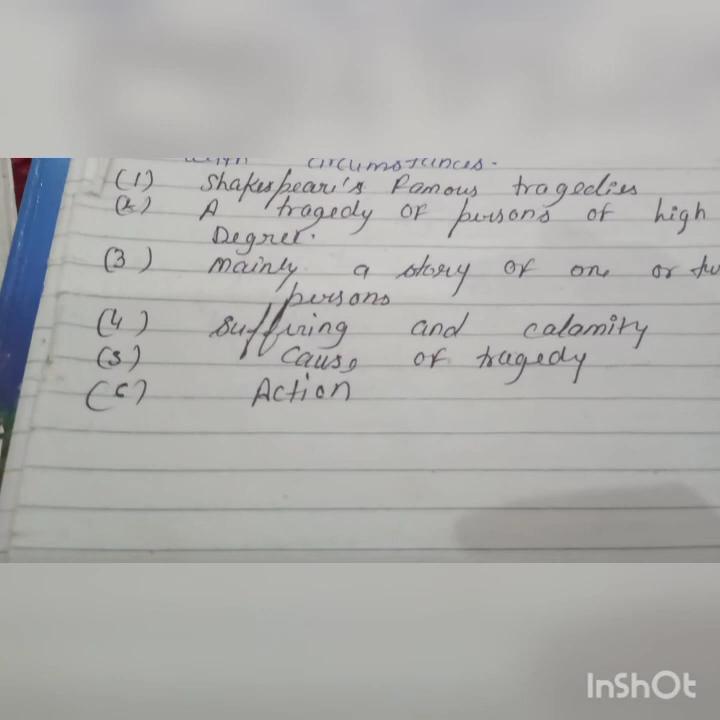 circumstances.
(1) Shakespeare's Famous tragedies
(2) A tragedy of persons of high
Degree.
(3) mainly a story of one or
persons
(4) suffering and calamity
(5) Cause of tragedy
(6) Action
InShOt